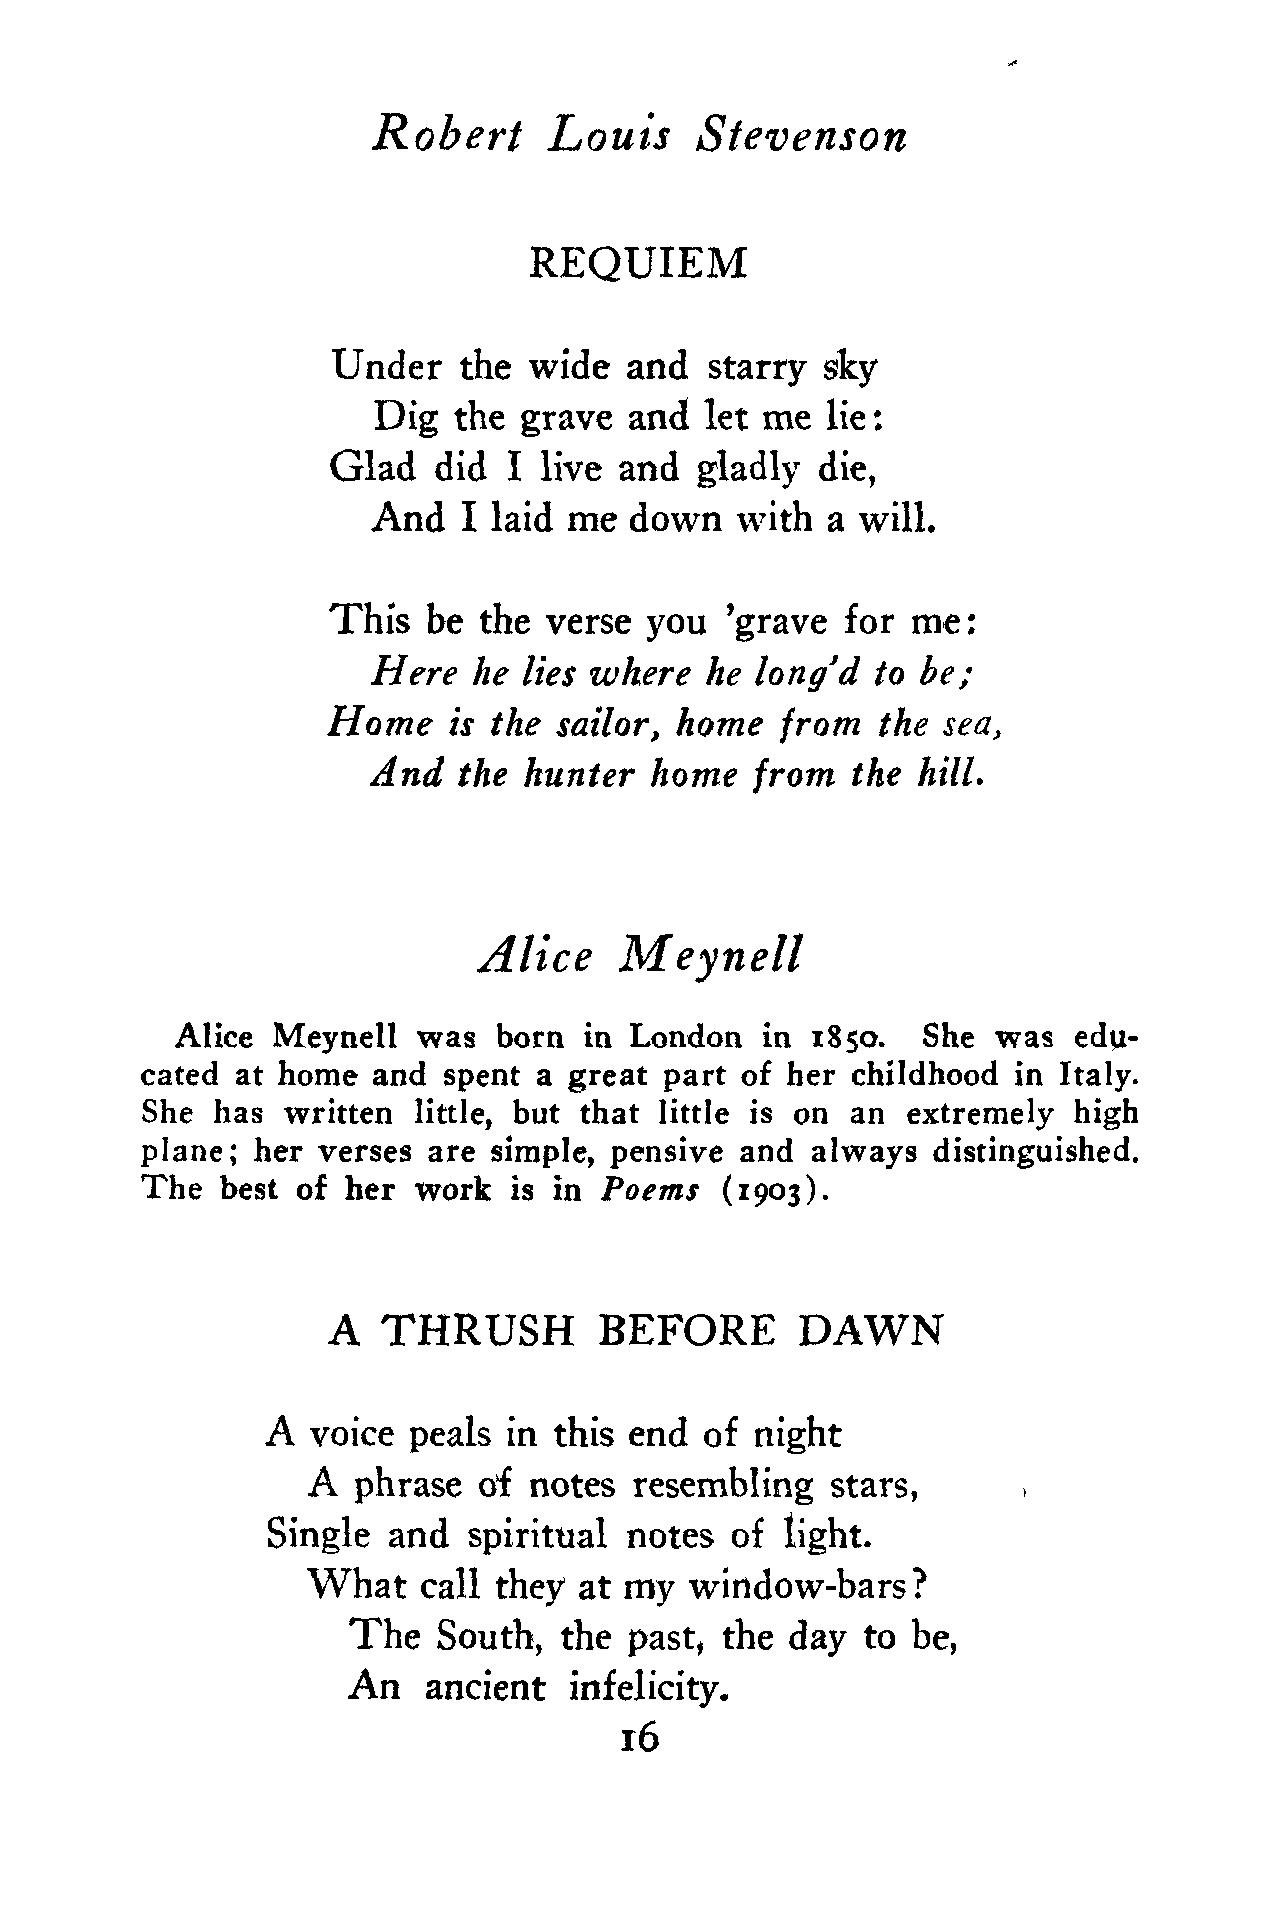 Robert Louis Stevenson
REQUIEM
Under the wide and starry sky
Dig the grave and let me lie:
Glad did I live and gladly die,
And I laid me down with a will.
This be the verse you 'grave for me:
Here he lies where he long'd to be;
Home is the sailor, home from the sea,
And the hunter home from the hill.
Alice Meynell
Alice Meynell was born in London in 1850. She was edu-
cated at home and spent a great part of her childhood in Italy.
She has written little, but that little is on an extremely high
plane; her verses are simple, pensive and always distinguished.
The best of her work is in Poems (1903).
A THRUSH BEFORE DAWN
A voice peals in this end of night
A phrase of notes resembling stars,
Single and spiritual notes of light.
What call they at my window-bars?
The South, the past, the day to be,
An ancient infelicity.
16